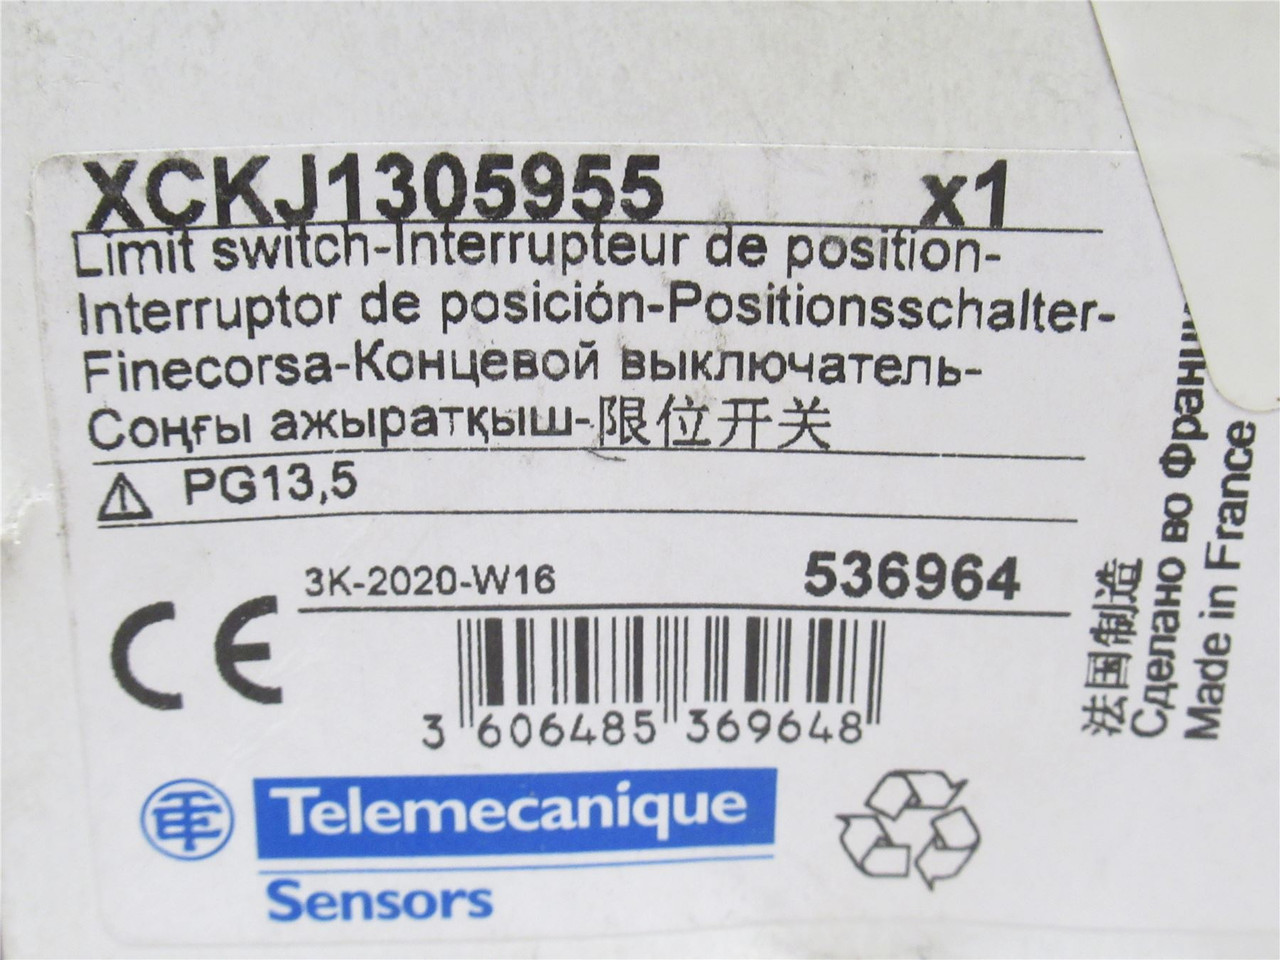 XCKJ1305955 x1
Limit switch-Interrupteur de position-
Interruptor de posición-Positionsschalter-
Finecorsa-Концевой выключатель-
Соңғы ажыратқыш-限位开关
PG13,5
3K-2020-W16 536964
CE
3 606485 369648
Telemecanique
Sensors
法国制造
Сделано во
Made in France